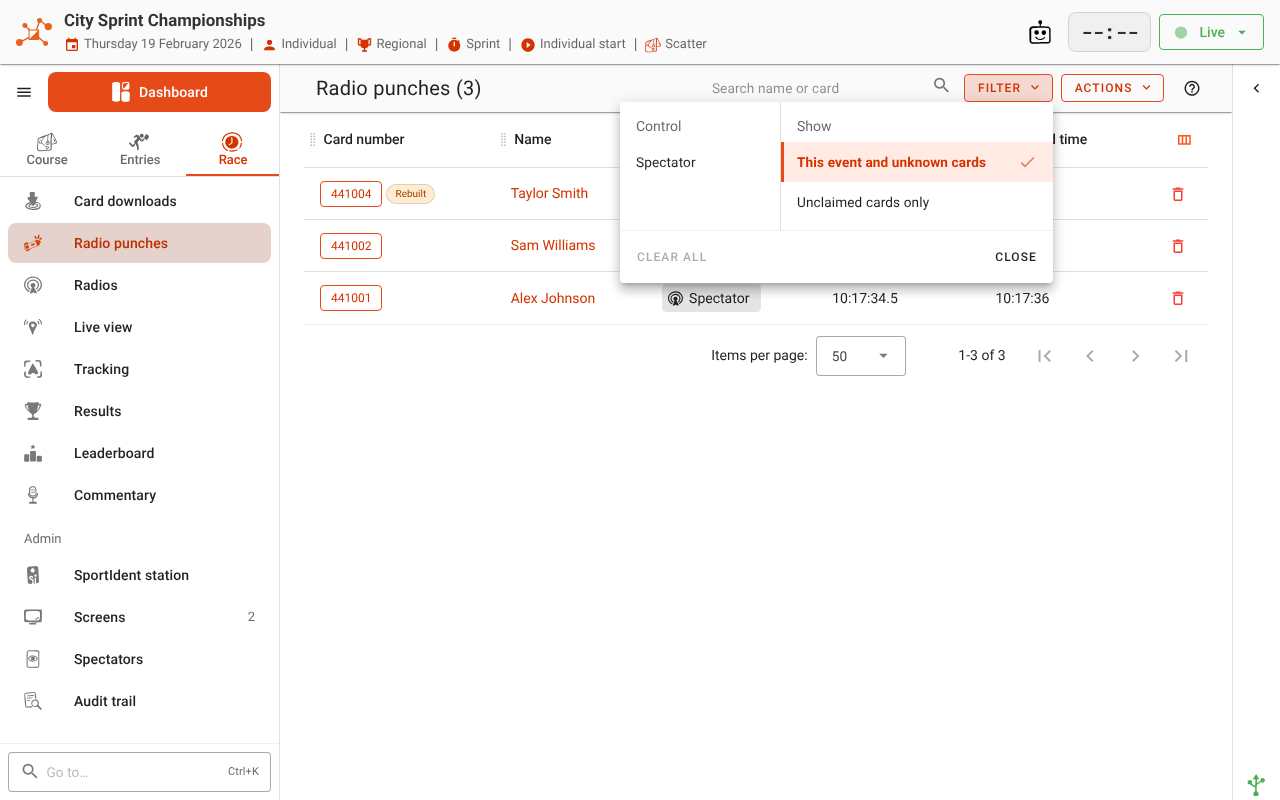 City Sprint Championships
Thursday 19 February 2026 | Individual | Regional | Sprint | Individual start | Scatter
--:--
Live
Dashboard
Radio punches (3)
Search name or card
FILTER
ACTIONS
Course
Entries
Race
Card downloads
Radio punches
Radios
Live view
Tracking
Results
Leaderboard
Commentary
Admin
SportIdent station
Screens 2
Spectators
Audit trail
Go to...
Ctrl+K
Card number
Name
time
Control
Spectator
Show
This event and unknown cards
Unclaimed cards only
CLEAR ALL
CLOSE
441004 Rebuilt Taylor Smith
441002 Sam Williams
441001 Alex Johnson Spectator 10:17:34.5 10:17:36
Items per page: 50 1-3 of 3